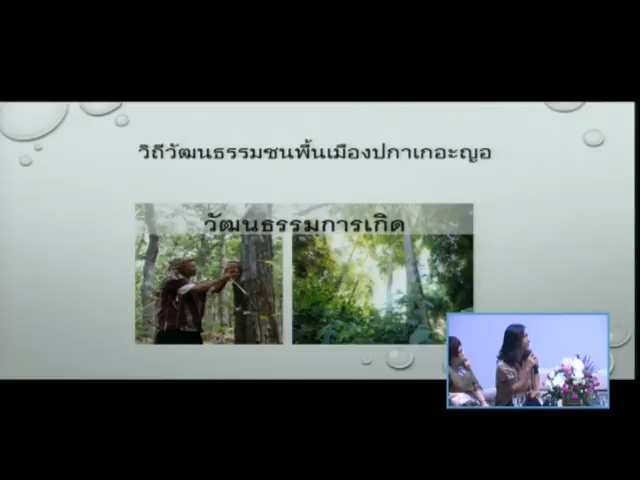 วิถีวัฒนธรรมชนพื้นเมืองปกาเกอะญอ
วัฒนธรรมการเกิด